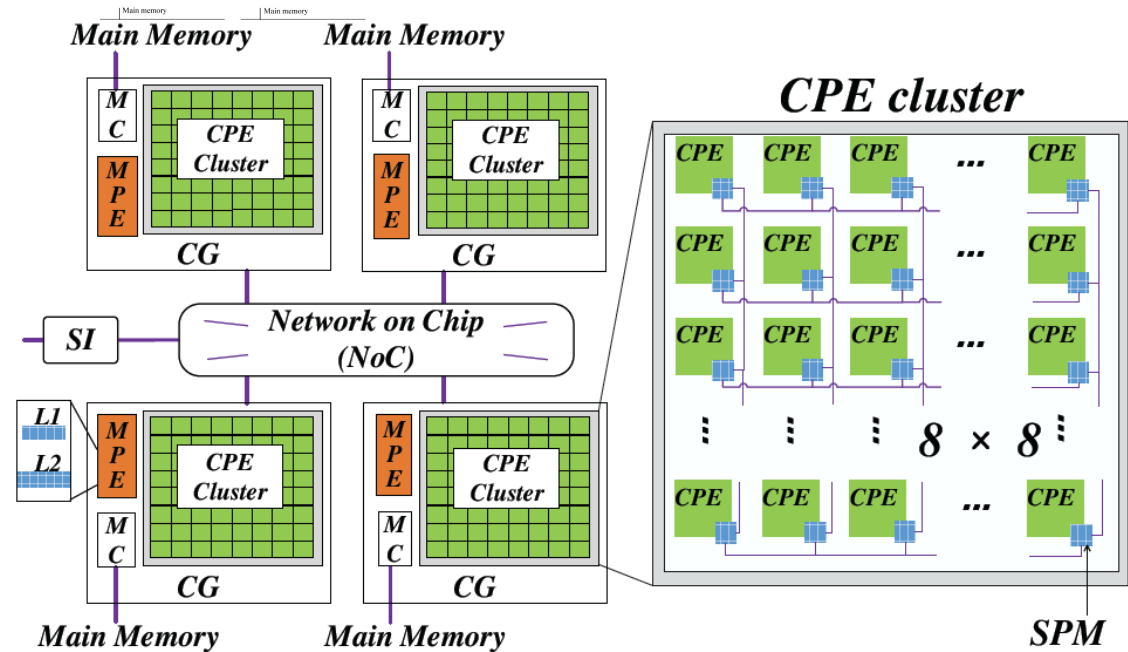 Main memory
Main memory
Main Memory
Main Memory
M
C
CPE
Cluster
M
P
E
CG
M
C
CPE
Cluster
M
P
E
CG
SI
Network on Chip
(NoC)
L1
L2
M
P
E
CPE
Cluster
M
C
CG
M
P
E
CPE
Cluster
M
C
CG
Main Memory
Main Memory
CPE cluster
CPE CPE CPE ... CPE
CPE CPE CPE ... CPE
CPE CPE CPE ... CPE
8 × 8
CPE CPE CPE ... CPE
SPM